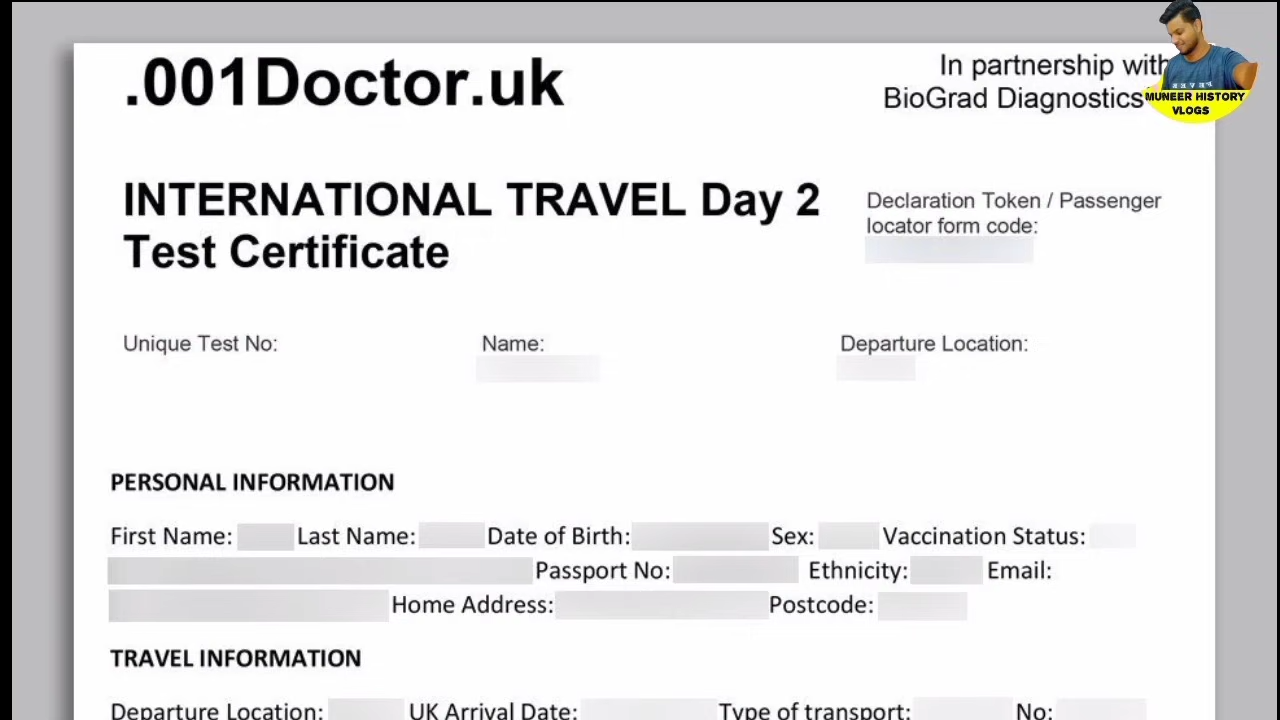 .001Doctor.uk
In partnership with
BioGrad Diagnostics
MUNEER HISTORY
VLOGS
INTERNATIONAL TRAVEL Day 2
Test Certificate
Declaration Token / Passenger
locator form code:
Unique Test No:
Name:
Departure Location:
PERSONAL INFORMATION
First Name: Last Name: Date of Birth: Sex: Vaccination Status:
Passport No: Ethnicity: Email:
Home Address: Postcode:
TRAVEL INFORMATION
Departure Location: UK Arrival Date: Type of transport: No: